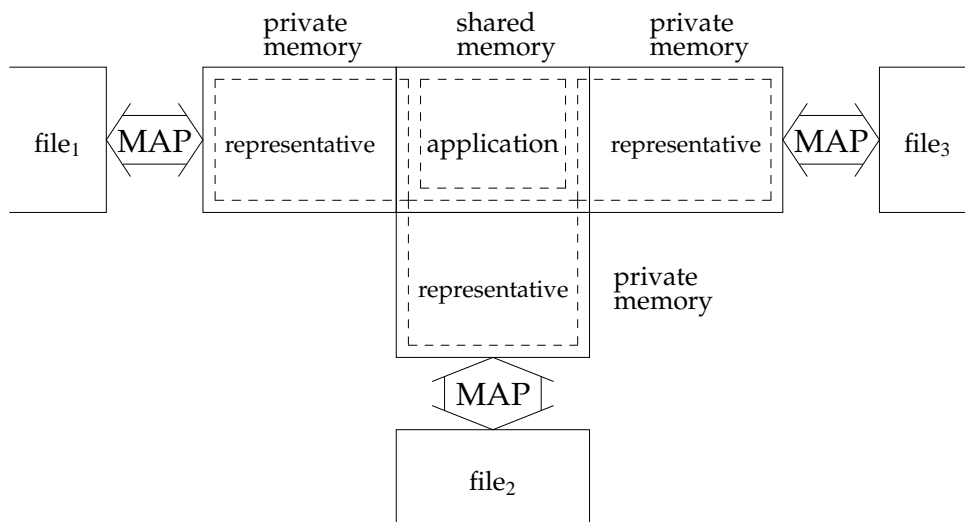 private
memory
shared
memory
private
memory
file₁
MAP
representative
application
representative
MAP
file₃
representative
private
memory
MAP
file₂